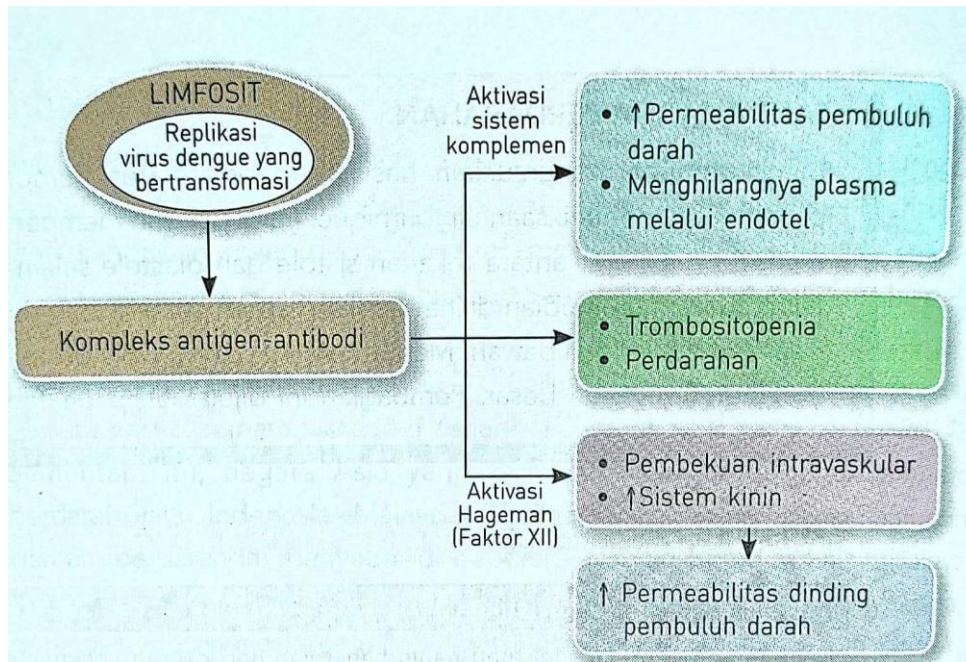 LIMFOSIT
Replikasi
virus dengue yang
bertransfomasi
Kompleks antigen-antibodi
Aktivasi
sistem
komplemen
• ↑Permeabilitas pembuluh
darah
• Menghilangnya plasma
melalui endotel
• Trombositopenia
• Perdarahan
Aktivasi
Hageman
(Faktor XII)
• Pembekuan intravaskular
• ↑Sistem kinin
↑ Permeabilitas dinding
pembuluh darah